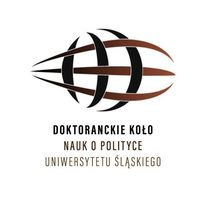 DOKTORANCKIE KOŁO
NAUK O POLITYCE
UNIWERSYTETU ŚLĄSKIEGO